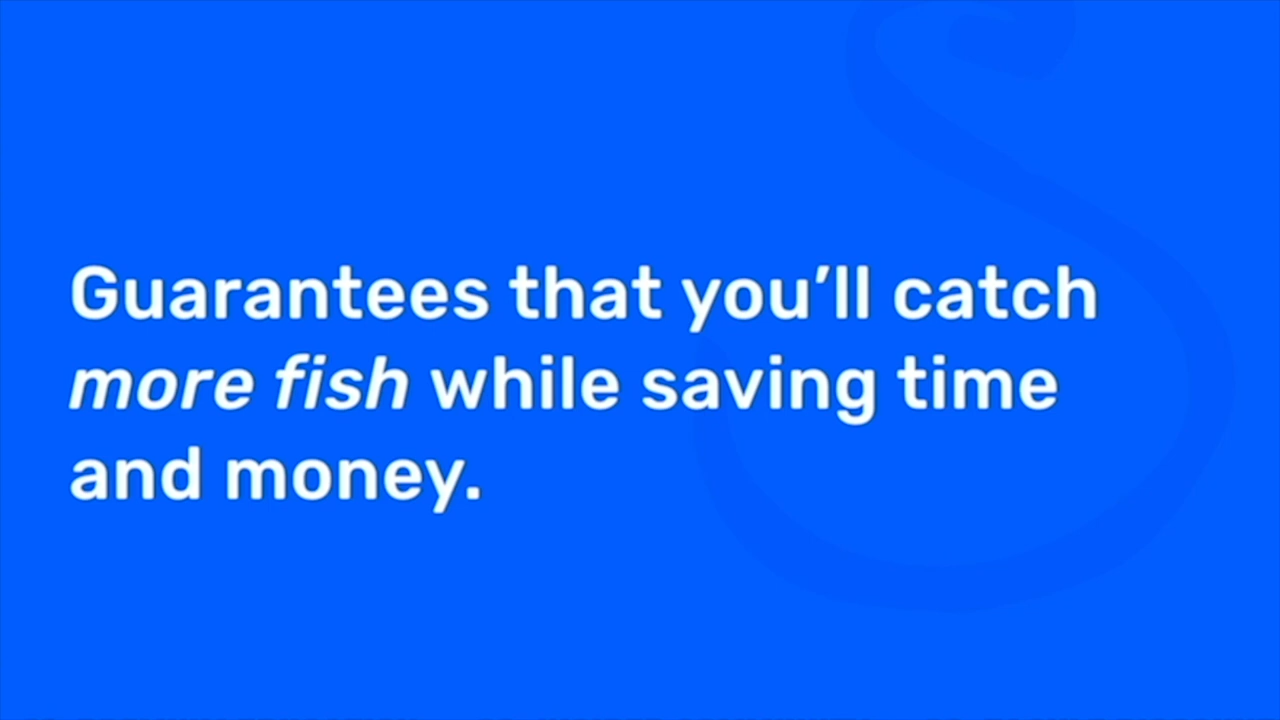 Guarantees that you’ll catch
more fish while saving time
and money.